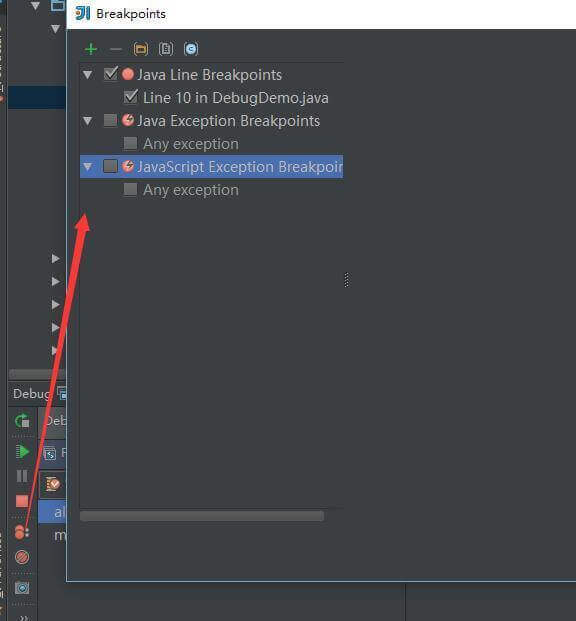 Breakpoints
Java Line Breakpoints
Line 10 in DebugDemo.java
Java Exception Breakpoints
Any exception
JavaScript Exception Breakpoin
Any exception
Debug
Deb
al
m